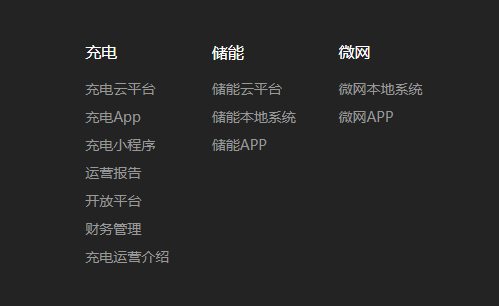 充电
充电云平台
充电App
充电小程序
运营报告
开放平台
财务管理
充电运营介绍
储能
储能云平台
储能本地系统
储能APP
微网
微网本地系统
微网APP